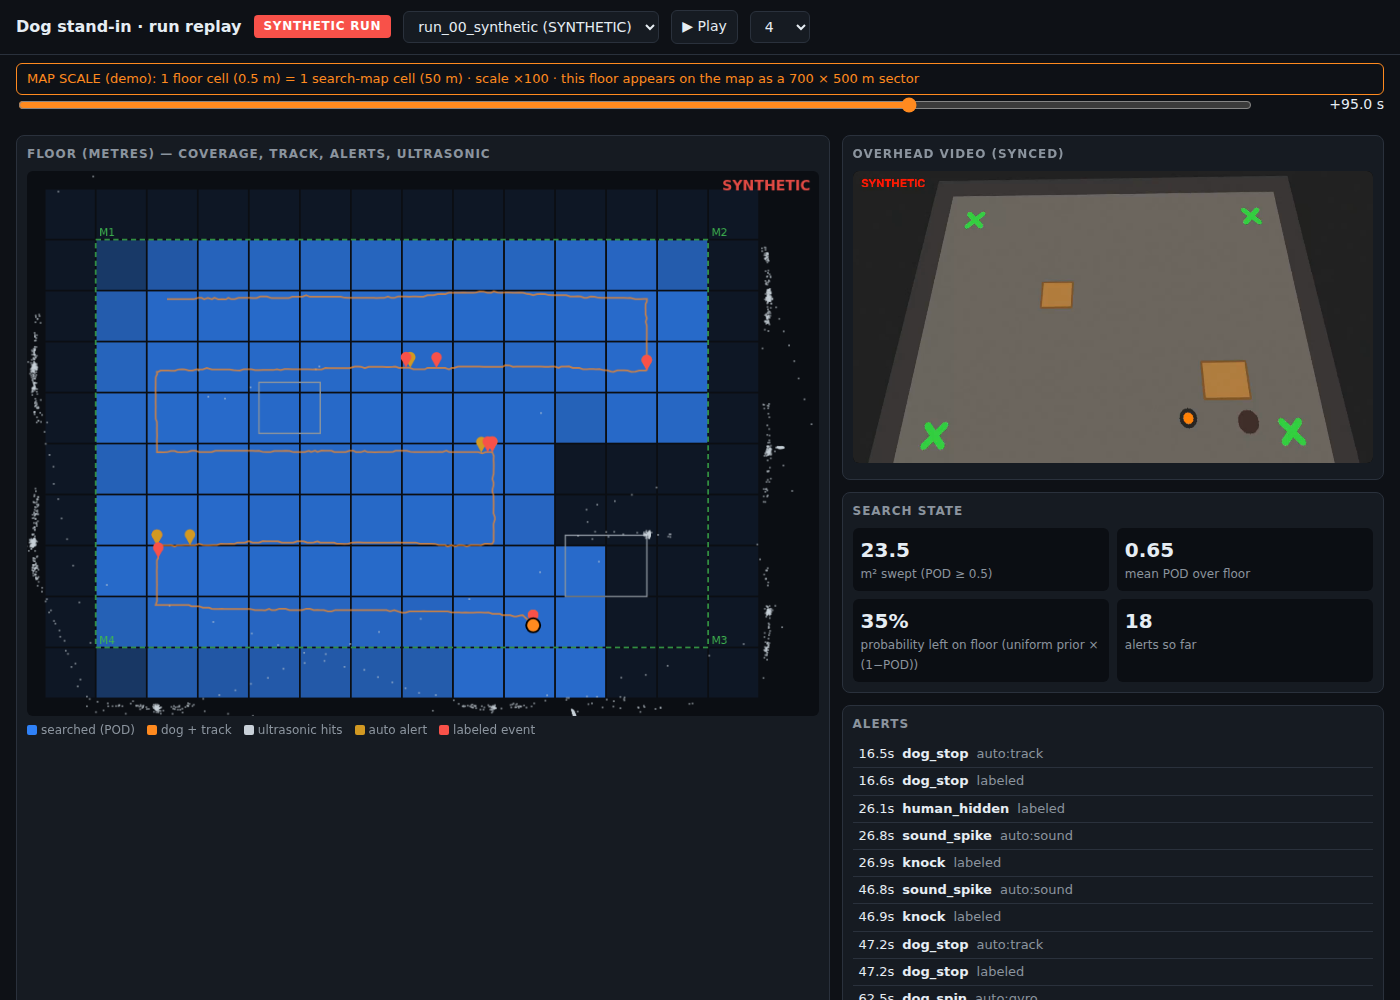 Dog stand-in · run replay
SYNTHETIC RUN
run_00_synthetic (SYNTHETIC)
▶ Play
4
MAP SCALE (demo): 1 floor cell (0.5 m) = 1 search-map cell (50 m) · scale ×100 · this floor appears on the map as a 700 × 500 m sector
+95.0 s
FLOOR (METRES) — COVERAGE, TRACK, ALERTS, ULTRASONIC
SYNTHETIC
M1
M2
M4
M3
searched (POD)
dog + track
ultrasonic hits
auto alert
labeled event
OVERHEAD VIDEO (SYNCED)
SYNTHETIC
SEARCH STATE
23.5
m² swept (POD ≥ 0.5)
0.65
mean POD over floor
35%
probability left on floor (uniform prior ×
(1−POD))
18
alerts so far
ALERTS
16.5s dog_stop auto:track
16.6s dog_stop labeled
26.1s human_hidden labeled
26.8s sound_spike auto:sound
26.9s knock labeled
46.8s sound_spike auto:sound
46.9s knock labeled
47.2s dog_stop auto:track
47.2s dog_stop labeled
62.5s dog_spin auto:gyro